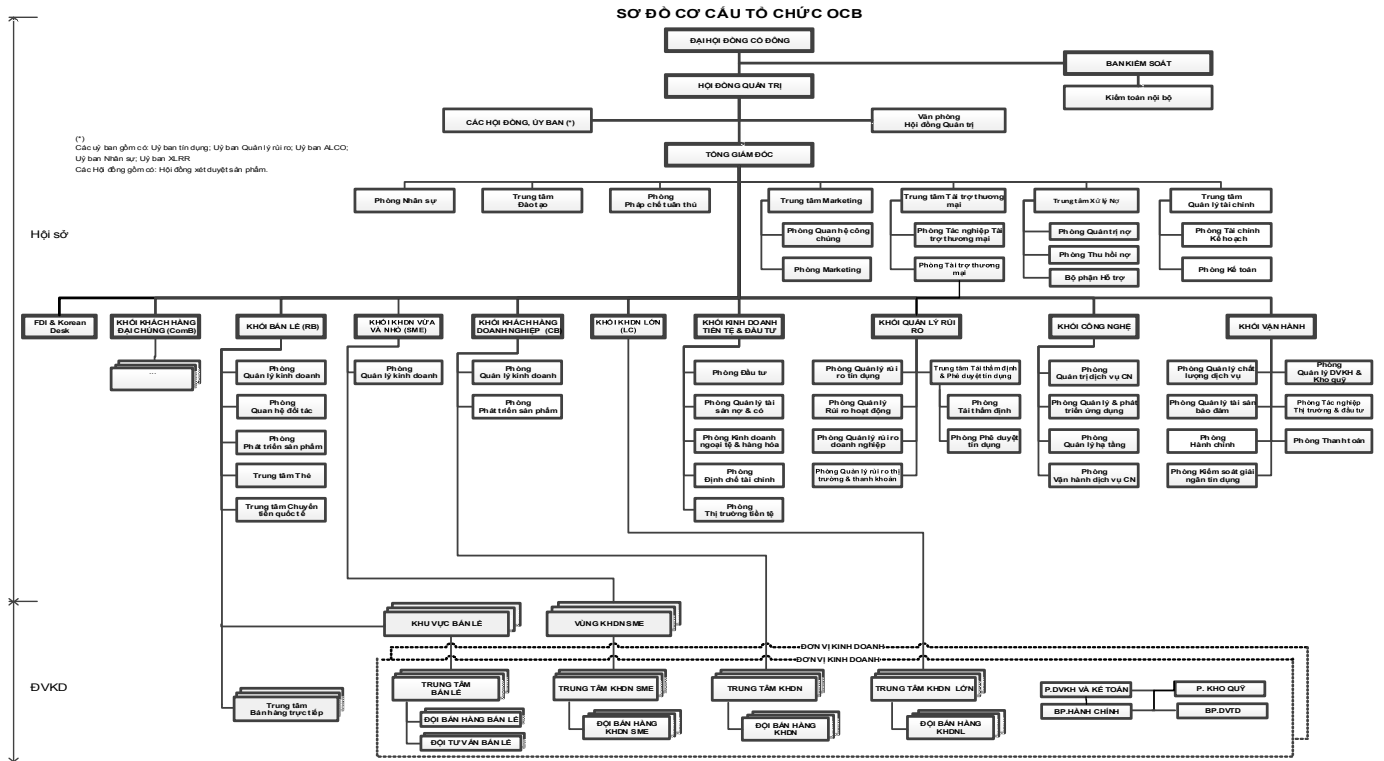 SƠ ĐỒ CƠ CẤU TỔ CHỨC OCB
ĐẠI HỘI ĐỒNG CỔ ĐÔNG
BAN KIỂM SOÁT
HỘI ĐỒNG QUẢN TRỊ
Kiểm toán nội bộ
CÁC HỘI ĐỒNG, ỦY BAN (*)
Văn phòng
Hội đồng Quản trị
(*)
Các uỷ ban gồm có: Uỷ ban tín dụng; Uỷ ban Quản lý rủi ro; Uỷ ban ALCO;
Uỷ ban Nhân sự; Uỷ ban XLRR
Các Hội đồng gồm có: Hội đồng xét duyệt sản phẩm.
TỔNG GIÁM ĐỐC
Phòng Nhân sự
Trung tâm
Đào tạo
Phòng
Pháp chế tuân thủ
Trung tâm Marketing
Trung tâm Tài trợ thương
mại
Trung tâm Xử lý Nợ
Trung tâm
Quản lý tài chính
Hội sở
Phòng Quan hệ công
chúng
Phòng Tác nghiệp Tài
trợ thương mại
Phòng Quản trị nợ
Phòng Tài chính
Kế hoạch
Phòng Thu hồi nợ
Phòng Marketing
Phòng Tài trợ thương
mại
Bộ phận Hỗ trợ
Phòng Kế toán
FDI & Korean
Desk
KHỐI KHÁCH HÀNG
ĐẠI CHÚNG (ComB)
KHỐI BÁN LẺ (RB)
KHỐI KHDN VỪA
VÀ NHỎ (SME)
KHỐI KHÁCH HÀNG
DOANH NGHIỆP (CB)
KHỐI KHDN LỚN
(LC)
KHỐI KINH DOANH
TIỀN TỆ & ĐẦU TƯ
KHỐI QUẢN LÝ RỦI
RO
KHỐI CÔNG NGHỆ
KHỐI VẬN HÀNH
...
Phòng
Quản lý kinh doanh
Phòng
Quan hệ đối tác
Phòng
Phát triển sản phẩm
Trung tâm Thẻ
Trung tâm Chuyển
tiền quốc tế
Phòng
Quản lý kinh doanh
Phòng
Quản lý kinh doanh
Phòng
Phát triển sản phẩm
Phòng Đầu tư
Phòng Quản lý tài
sản nợ & có
Phòng Kinh doanh
ngoại tệ & hàng hóa
Phòng
Định chế tài chính
Phòng
Thị trường tiền tệ
Phòng Quản lý rủi
ro tín dụng
Phòng Quản lý
Rủi ro hoạt động
Phòng Quản lý rủi ro
doanh nghiệp
Phòng Quản lý rủi ro thị
trường & thanh khoản
Trung tâm Tái thẩm định
& Phê duyệt tín dụng
Phòng
Tái thẩm định
Phòng Phê duyệt
tín dụng
Phòng
Quản trị dịch vụ CN
Phòng Quản lý & phát
triển ứng dụng
Phòng
Quản lý hạ tầng
Phòng
Vận hành dịch vụ CN
Phòng Quản lý chất
lượng dịch vụ
Phòng Quản lý tài sản
bảo đảm
Phòng
Hành chính
Phòng Kiểm soát giải
ngân tín dụng
Phòng
Quản lý DVKH &
Kho quỹ
Phòng Tác nghiệp
Thị trường & đầu tư
Phòng Thanh toán
KHU VỰC BÁN LẺ
VÙNG KHDN SME
ĐƠN VỊ KINH DOANH
ĐƠN VỊ KINH DOANH
ĐVKD
Trung tâm
Bán hàng trực tiếp
TRUNG TÂM
BÁN LẺ
ĐỘI BÁN HÀNG BÁN LẺ
ĐỘI TƯ VẤN BÁN LẺ
TRUNG TÂM KHDN SME
ĐỘI BÁN HÀNG
KHDN SME
TRUNG TÂM KHDN
ĐỘI BÁN HÀNG
KHDN
TRUNG TÂM KHDN LỚN
ĐỘI BÁN HÀNG
KHDNL
P.DVKH VÀ KẾ TOÁN
P. KHO QUỸ
BP.HÀNH CHÍNH
BP.DVTD